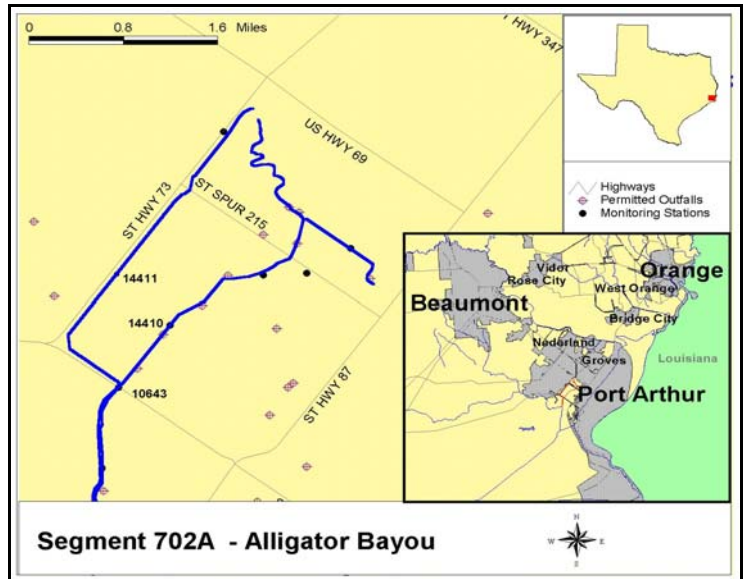 0 0.8 1.6 Miles
T HWY 347
US HWY 69
ST HWY 73
ST SPUR 215
14411
14410
10643
ST HWY 87
Highways
Permitted Outfalls
Monitoring Stations
Beaumont
Vidor
Rose City
Orange
West Orange
Bridge City
Nederland
Groves
Louisiana
Port Arthur
Segment 702A - Alligator Bayou
N
W E
S